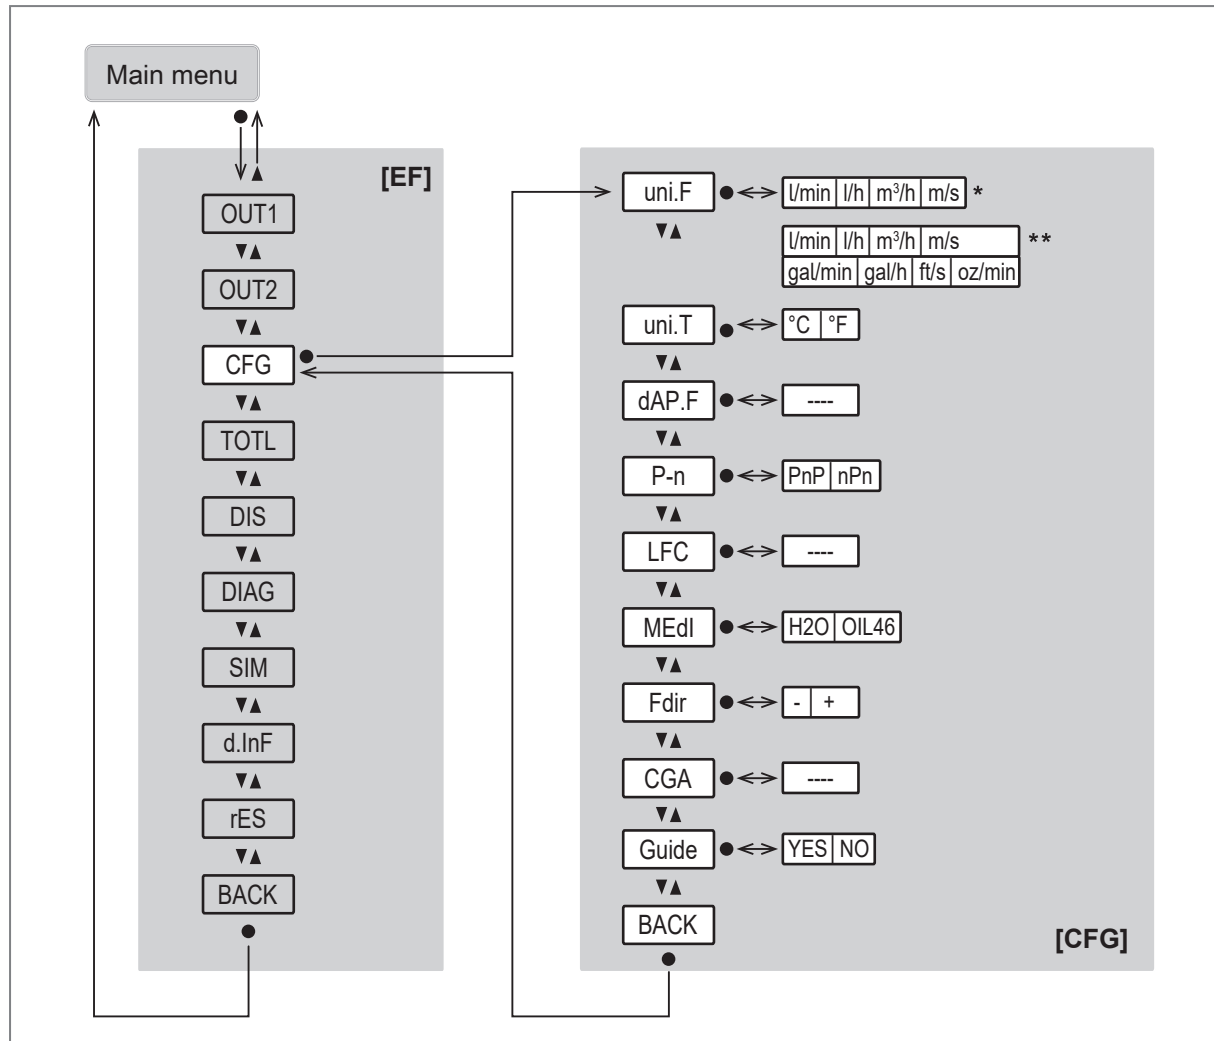 Main menu
[EF]
OUT1
OUT2
CFG
TOTL
DIS
DIAG
SIM
d.InF
rES
BACK
uni.F l/min l/h m³/h m/s *
l/min l/h m³/h m/s **
gal/min gal/h ft/s oz/min
uni.T °C °F
dAP.F ----
P-n PnP nPn
LFC ----
MEdI H2O OIL46
Fdir - +
CGA ----
Guide YES NO
BACK
[CFG]